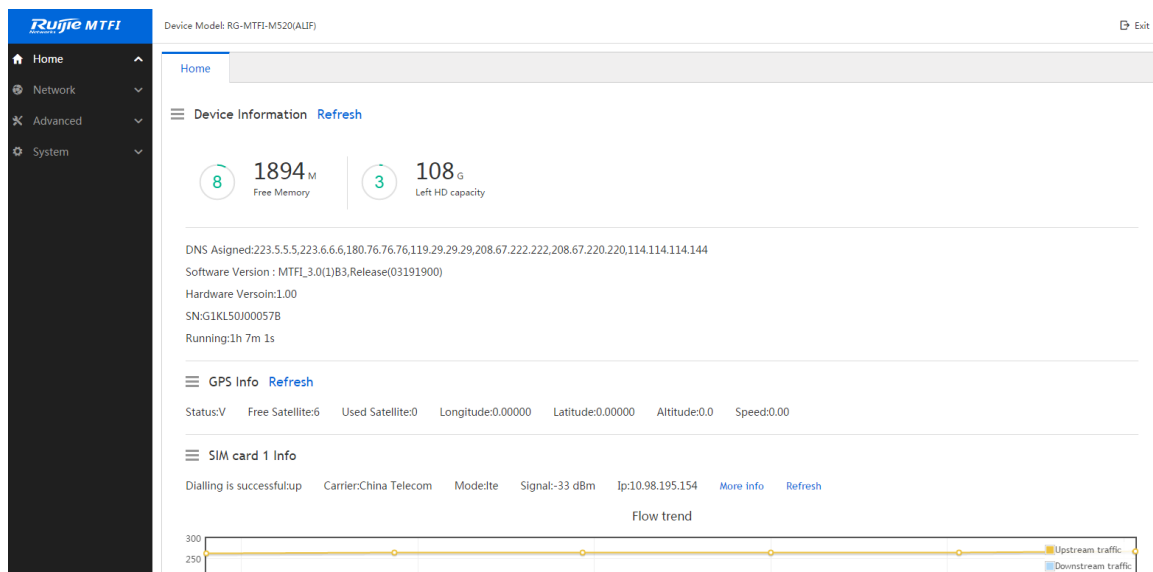 Ruijie Networks MTFI
Device Model: RG-MTFI-M520(ALIF)
Exit
Home
Network
Advanced
System
Home
Device Information Refresh
8
1894 M
Free Memory
3
108 G
Left HD capacity
DNS Asigned:223.5.5.5,223.6.6.6,180.76.76.76,119.29.29.29,208.67.222.222,208.67.220.220,114.114.114.144
Software Version : MTFI_3.0(1)B3,Release(03191900)
Hardware Versoin:1.00
SN:G1KL50J00057B
Running:1h 7m 1s
GPS Info Refresh
Status:V Free Satellite:6 Used Satellite:0 Longitude:0.00000 Latitude:0.00000 Altitude:0.0 Speed:0.00
SIM card 1 Info
Dialling is successful:up Carrier:China Telecom Mode:lte Signal:-33 dBm Ip:10.98.195.154 More info Refresh
Flow trend
300
250
Upstream traffic
Downstream traffic